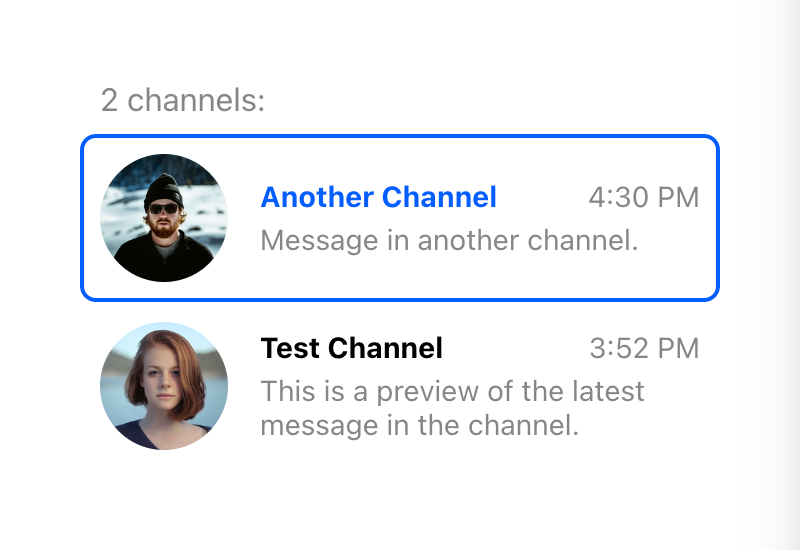 2 channels:
Another Channel 4:30 PM
Message in another channel.
Test Channel 3:52 PM
This is a preview of the latest
message in the channel.